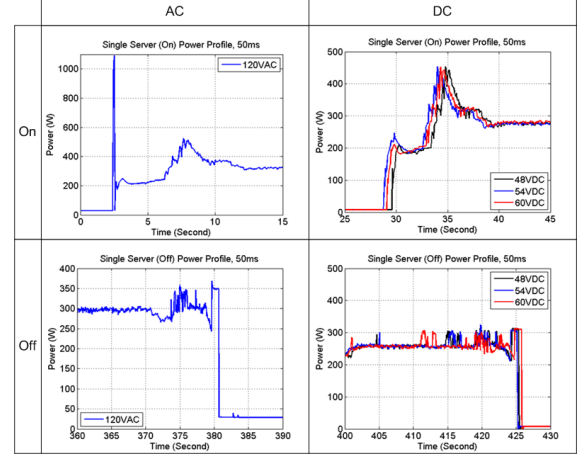 AC
DC
On
Single Server (On) Power Profile, 50ms
Power (W)
1000
800
600
400
200
0
0
5
10
15
Time (Second)
120VAC
Single Server (On) Power Profile, 50ms
Power (W)
500
400
300
200
100
0
25
30
35
40
45
Time (Second)
48VDC
54VDC
60VDC
Off
Single Server (Off) Power Profile, 50ms
Power (W)
400
350
300
250
200
150
100
50
0
360
365
370
375
380
385
390
Time (Second)
120VAC
Single Server (Off) Power Profile, 50ms
Power (W)
500
400
300
200
100
0
400
405
410
415
420
425
430
Time (Second)
48VDC
54VDC
60VDC